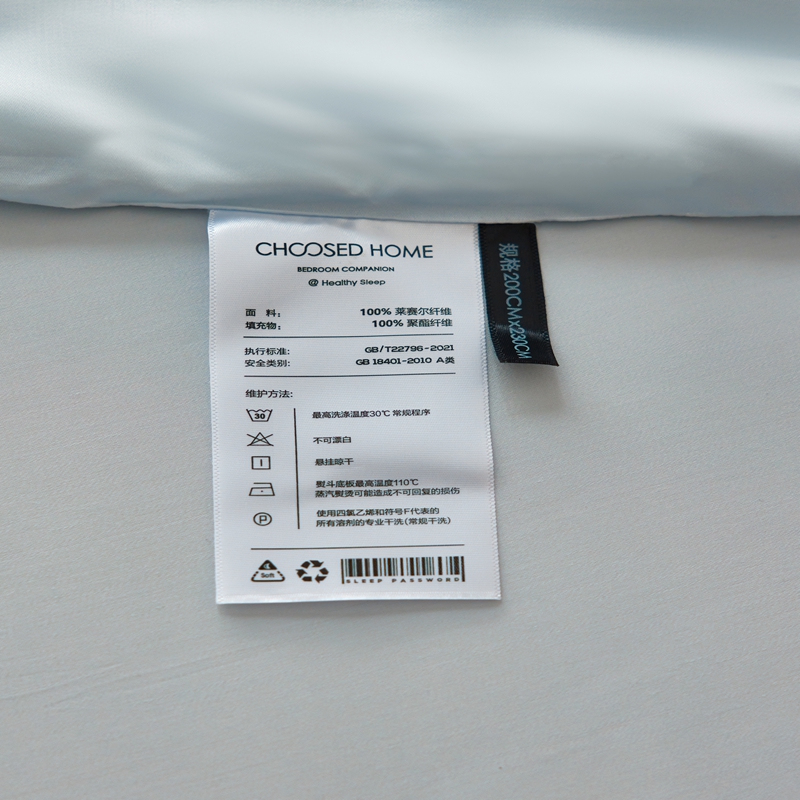 CHOOSED HOME
BEDROOM COMPANION
@ Healthy Sleep
面 料： 100% 莱赛尔纤维
填充物： 100% 聚酯纤维
执行标准: GB/T22796-2021
安全类别: GB 18401-2010 A类
维护方法:
30 最高洗涤温度30℃ 常规程序
不可漂白
悬挂晾干
熨斗底板最高温度110℃
蒸汽熨烫可能造成不可回复的损伤
P 使用四氯乙烯和符号F代表的
所有溶剂的专业干洗(常规干洗)
Soft
SLEEP PASSWORD
规格200CMx230CM